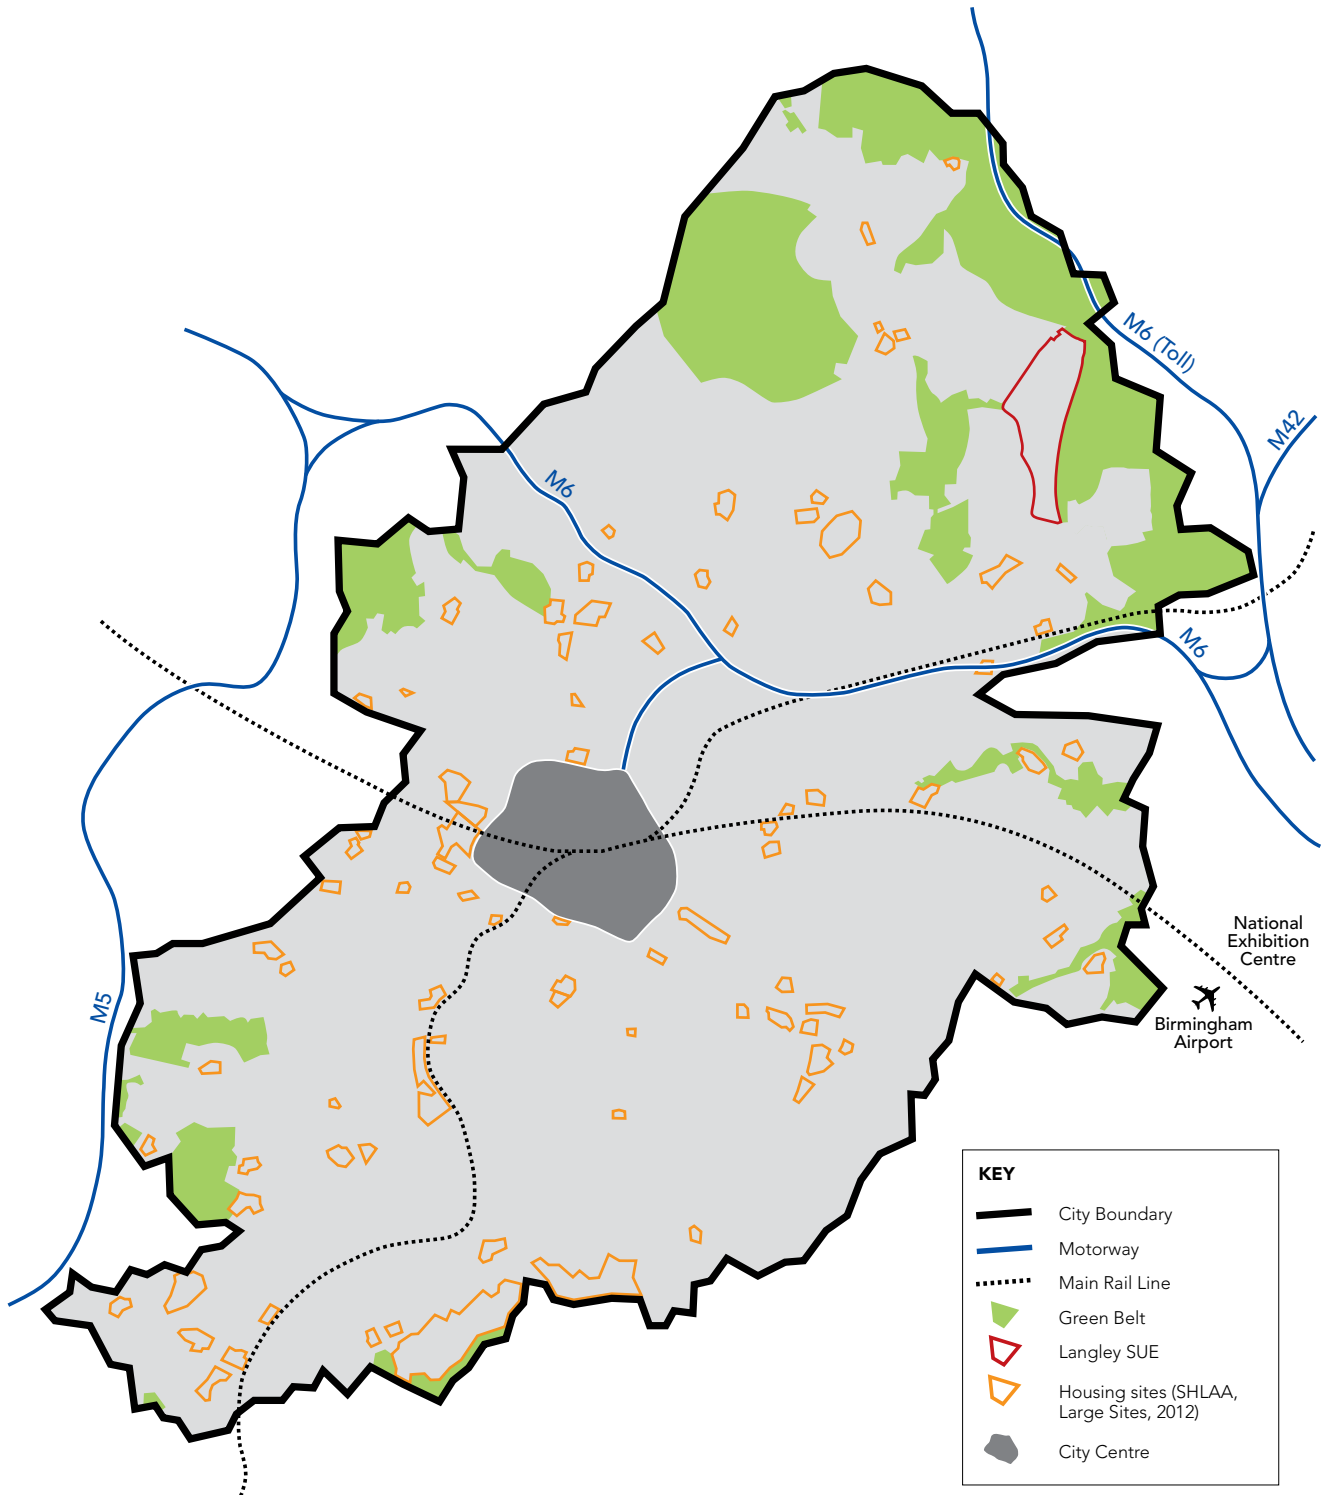 M6 (Toll)
M42
M6
M6
M5
National
Exhibition
Centre
Birmingham
Airport
KEY
City Boundary
Motorway
Main Rail Line
Green Belt
Langley SUE
Housing sites (SHLAA,
Large Sites, 2012)
City Centre